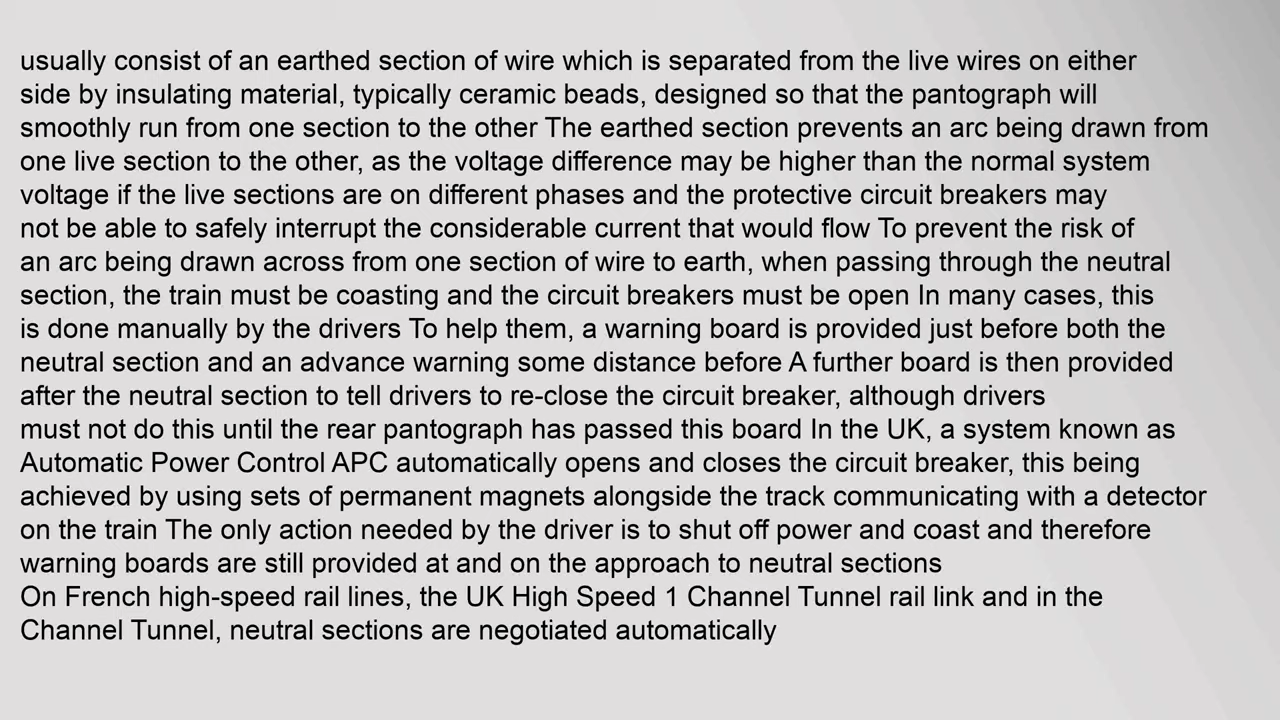 usually consist of an earthed section of wire which is separated from the live wires on either
side by insulating material, typically ceramic beads, designed so that the pantograph will
smoothly run from one section to the other The earthed section prevents an arc being drawn from
one live section to the other, as the voltage difference may be higher than the normal system
voltage if the live sections are on different phases and the protective circuit breakers may
not be able to safely interrupt the considerable current that would flow To prevent the risk of
an arc being drawn across from one section of wire to earth, when passing through the neutral
section, the train must be coasting and the circuit breakers must be open In many cases, this
is done manually by the drivers To help them, a warning board is provided just before both the
neutral section and an advance warning some distance before A further board is then provided
after the neutral section to tell drivers to re-close the circuit breaker, although drivers
must not do this until the rear pantograph has passed this board In the UK, a system known as
Automatic Power Control APC automatically opens and closes the circuit breaker, this being
achieved by using sets of permanent magnets alongside the track communicating with a detector
on the train The only action needed by the driver is to shut off power and coast and therefore
warning boards are still provided at and on the approach to neutral sections
On French high-speed rail lines, the UK High Speed 1 Channel Tunnel rail link and in the
Channel Tunnel, neutral sections are negotiated automatically